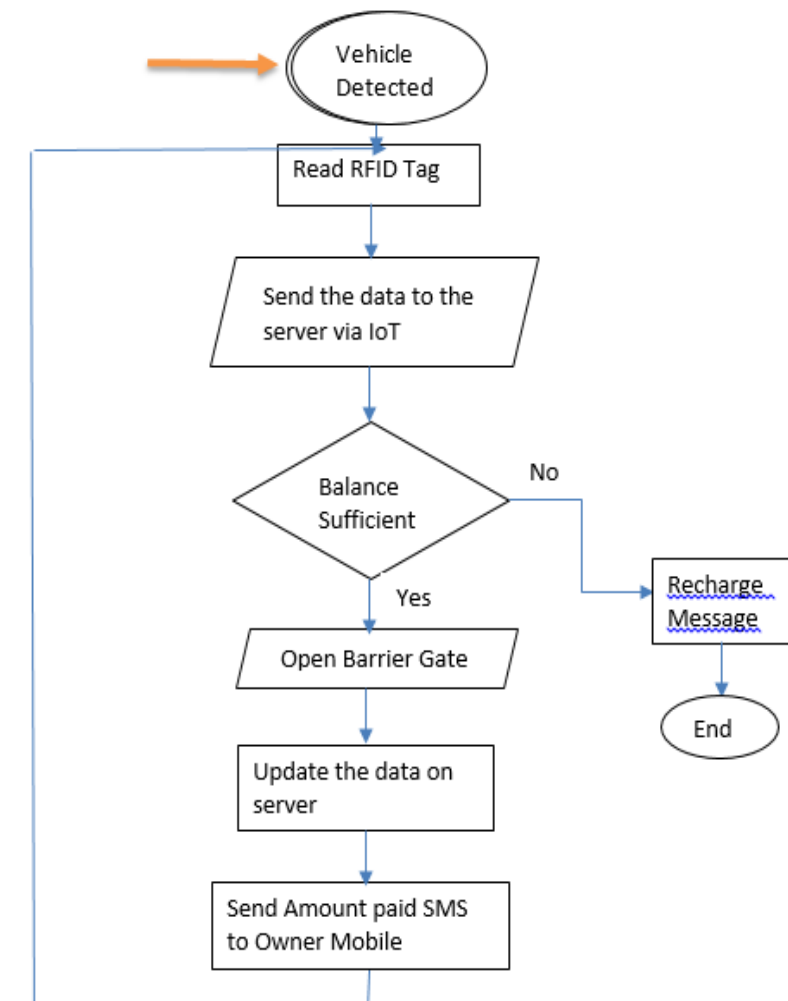 Vehicle
Detected
Read RFID Tag
Send the data to the
server via IoT
Balance
Sufficient
No
Yes
Recharge
Message
Open Barrier Gate
End
Update the data on
server
Send Amount paid SMS
to Owner Mobile